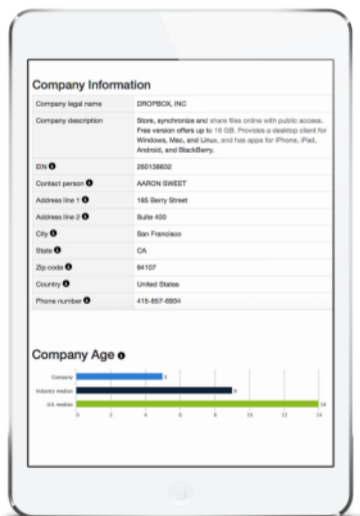 Company Information
Company legal name DROPBOX, INC
Company description Store, synchronize and share files online with public access.
Free version offers up to 16 GB. Provides a desktop client for
Windows, Mac, and Linux, and has apps for iPhone, iPad,
Android, and BlackBerry.
EIN 260138832
Contact person AARON SWEET
Address line 1 185 Berry Street
Address line 2 Suite 400
City San Francisco
State CA
Zip code 94107
Country United States
Phone number 415-857-6934
Company Age
Company 5
Industry median 9
U.S. median 14
0 2 4 6 8 10 12 14